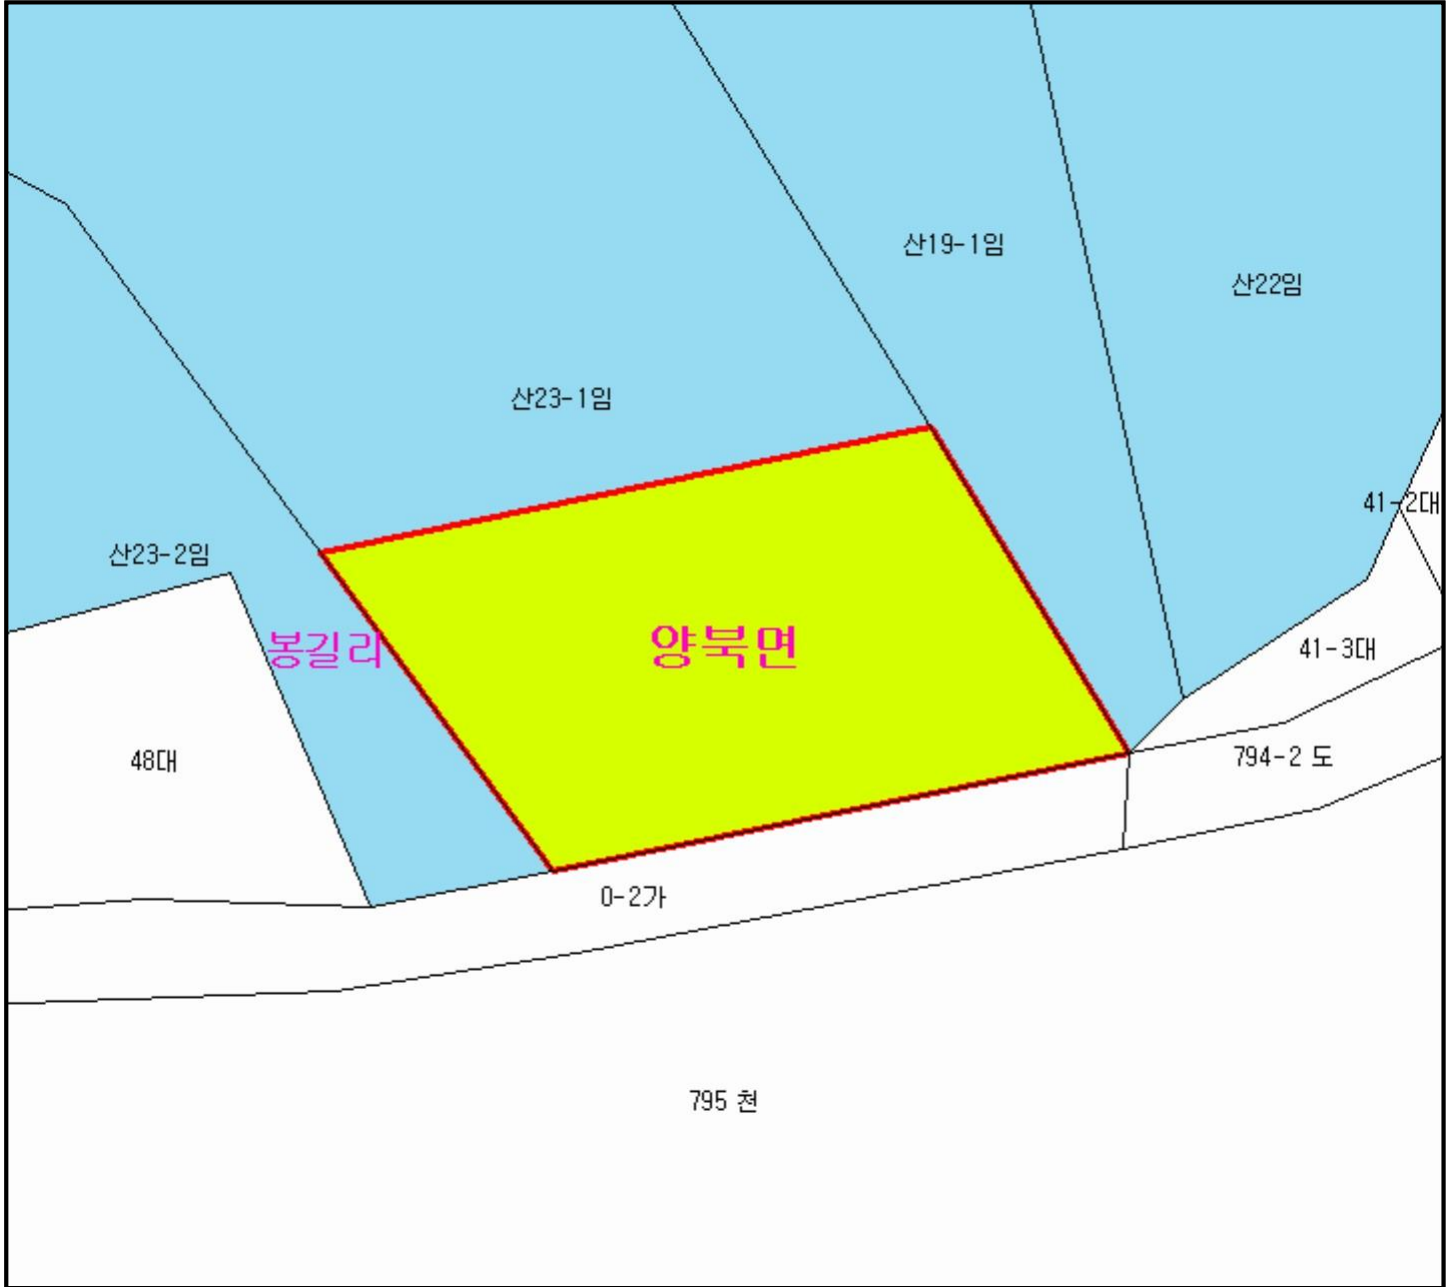 산19-1임
산22임
산23-1임
41-2대
산23-2임
봉길리
양북면
41-3대
48대
794-2 도
0-2가
795 천